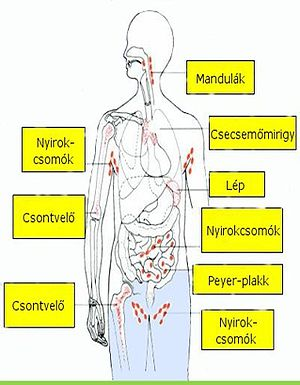 Mandulák
Csecsemőmirigy
Nyirok-
csomók
Lép
Csontvelő
Nyirokcsomók
Peyer-plakk
Csontvelő
Nyirok-
csomók